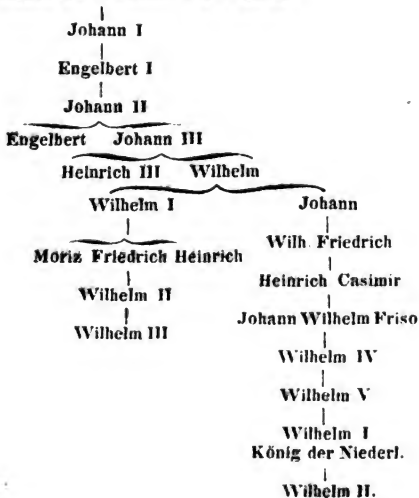 Johann I
Engelbert I
Johann II
Engelbert Johann III
Heinrich III Wilhelm
Wilhelm I Johann
Wilh. Friedrich
Moriz Friedrich Heinrich
Heinrich Casimir
Wilhelm II
Johann Wilhelm Friso
Wilhelm III
Wilhelm IV
Wilhelm V
Wilhelm I
König der Niederl.
Wilhelm II.